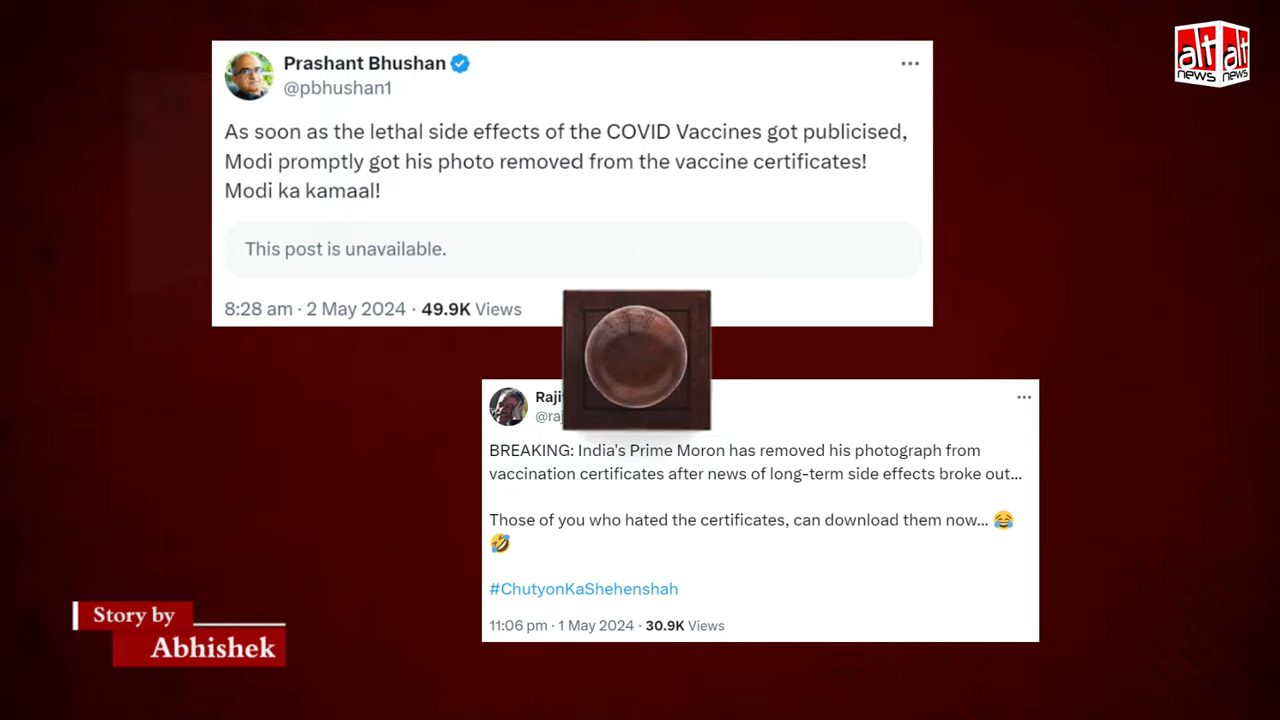 alt news
alt news
Prashant Bhushan
@pbhushan1
As soon as the lethal side effects of the COVID Vaccines got publicised,
Modi promptly got his photo removed from the vaccine certificates!
Modi ka kamaal!
This post is unavailable.
8:28 am · 2 May 2024 · 49.9K Views
BREAKING: India's Prime Moron has removed his photograph from
vaccination certificates after news of long-term side effects broke out...
Those of you who hated the certificates, can download them now... 😂
🤣
#ChutyonKaShehenshah
11:06 pm · 1 May 2024 · 30.9K Views
Story by
Abhishek